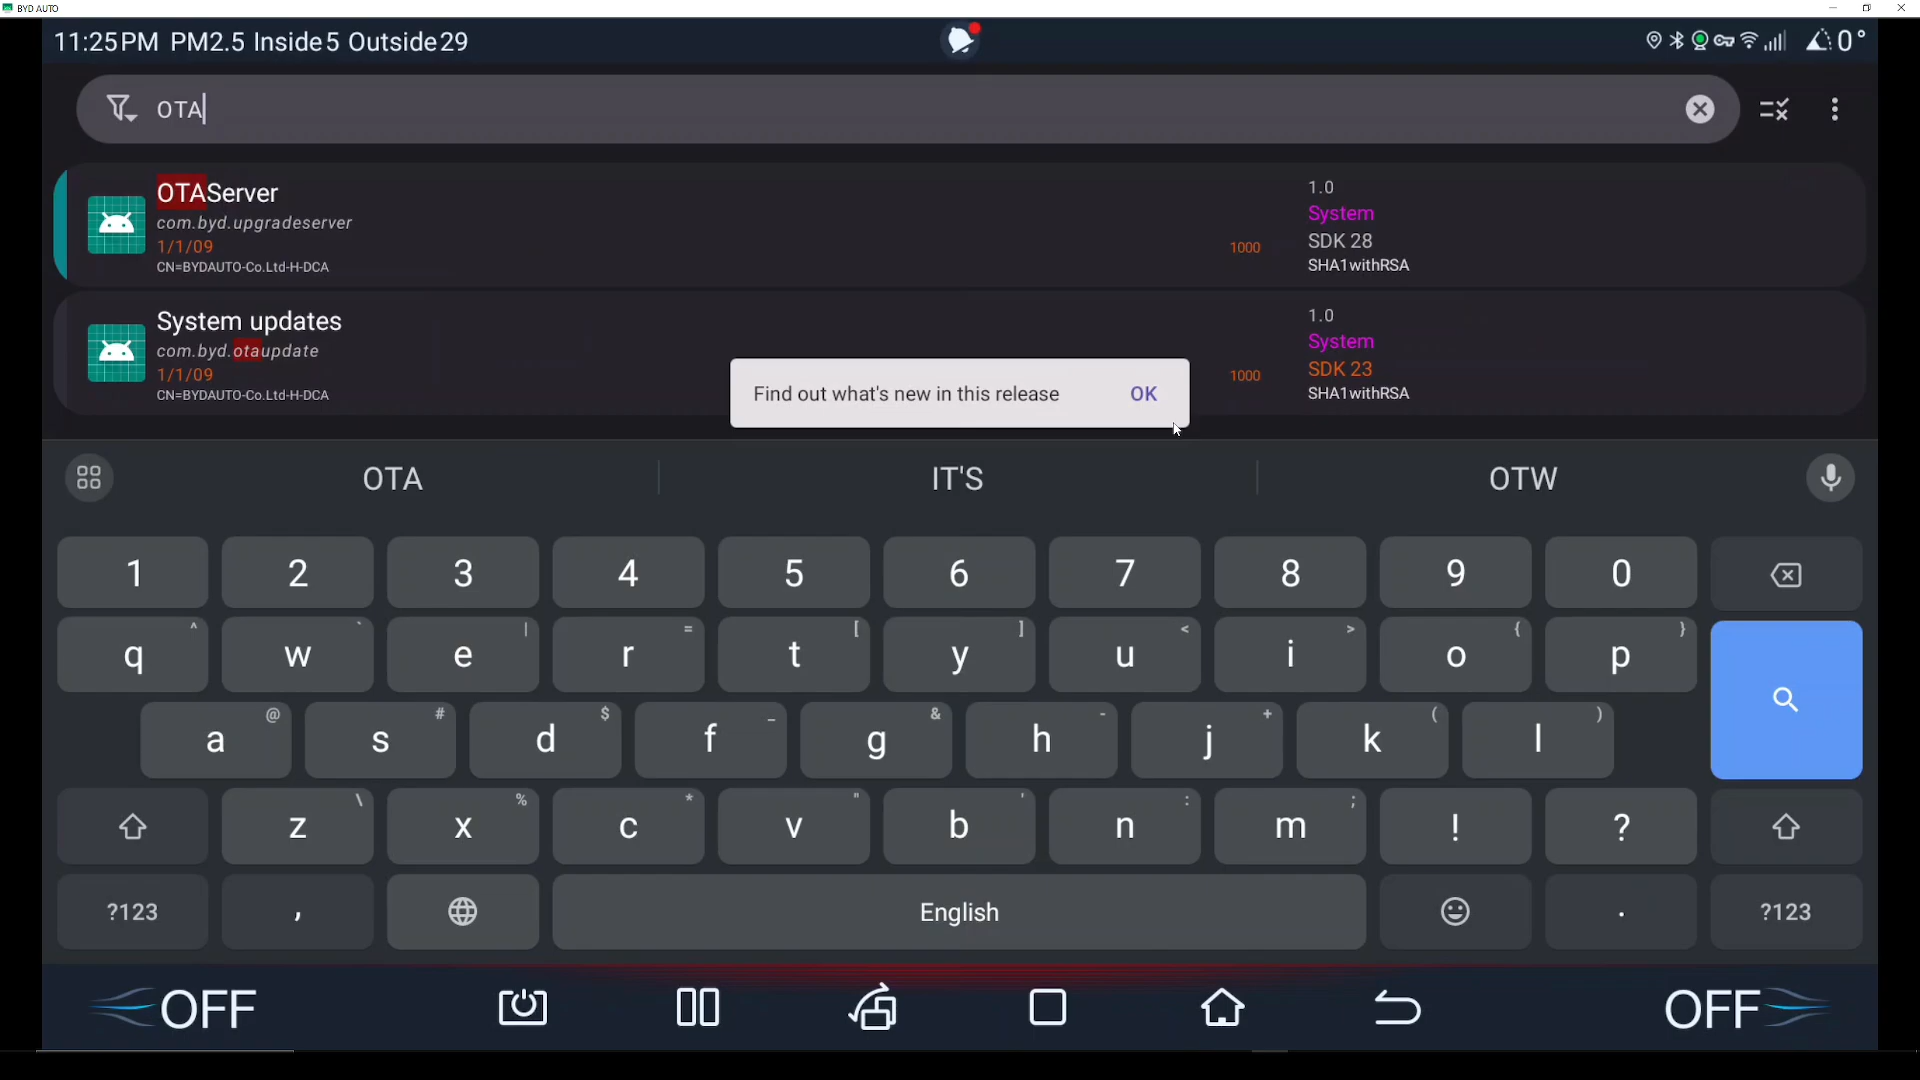 BYD AUTO
11:25PM PM2.5 Inside5 Outside29
0°
OTA
OTAServer
com.byd.upgradeserver
1/1/09
CN=BYDAUTO-Co.Ltd-H-DCA
1000
1.0
System
SDK 28
SHA1withRSA
System updates
com.byd.otaupdate
1/1/09
CN=BYDAUTO-Co.Ltd-H-DCA
1000
1.0
System
SDK 23
SHA1withRSA
Find out what's new in this release OK
OTA IT'S OTW
1 2 3 4 5 6 7 8 9 0
^ ` | = [ ] < > { }
q w e r t y u i o p
@ # $ _ & - + ( )
a s d f g h j k l
\ % * " ' : ;
z x c v b n m ! ?
?123 , English . ?123
OFF OFF